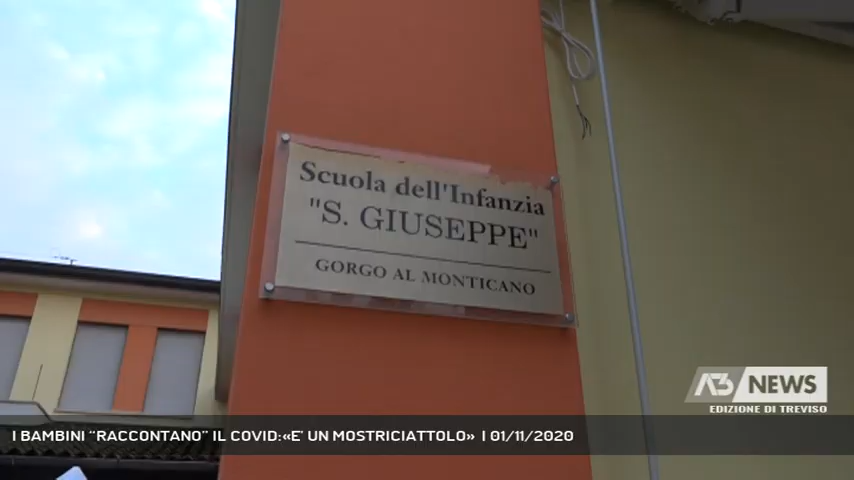 Scuola dell'Infanzia
"S. GIUSEPPE"
GORGO AL MONTICANO
A3 NEWS
EDIZIONE DI TREVISO
I BAMBINI “RACCONTANO” IL COVID:«E' UN MOSTRICIATTOLO» | 01/11/2020